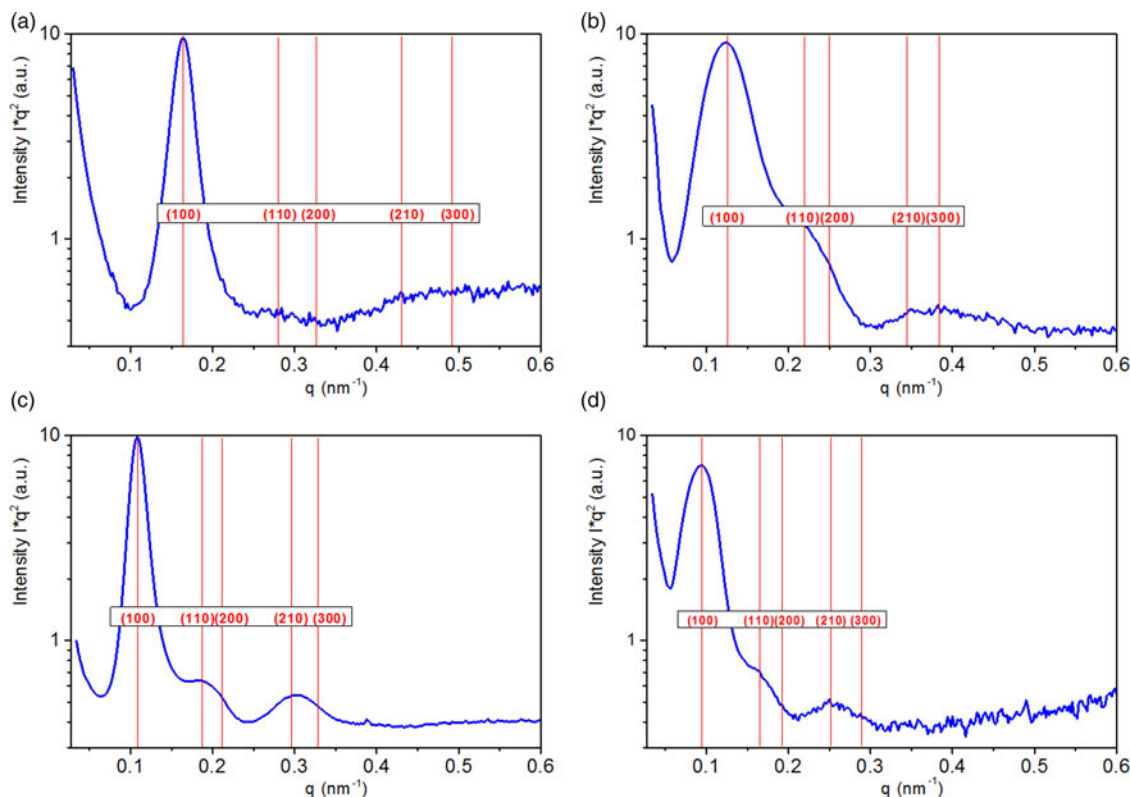 (a)
10
1
Intensity I*q² (a.u.)
(100) (110) (200) (210) (300)
0.1 0.2 0.3 0.4 0.5 0.6
q (nm⁻¹)
(b)
10
1
Intensity I*q² (a.u.)
(100) (110)(200) (210)(300)
0.1 0.2 0.3 0.4 0.5 0.6
q (nm⁻¹)
(c)
10
1
Intensity I*q² (a.u.)
(100) (110)(200) (210) (300)
0.1 0.2 0.3 0.4 0.5 0.6
q (nm⁻¹)
(d)
10
1
Intensity I*q² (a.u.)
(100) (110)(200) (210) (300)
0.1 0.2 0.3 0.4 0.5 0.6
q (nm⁻¹)